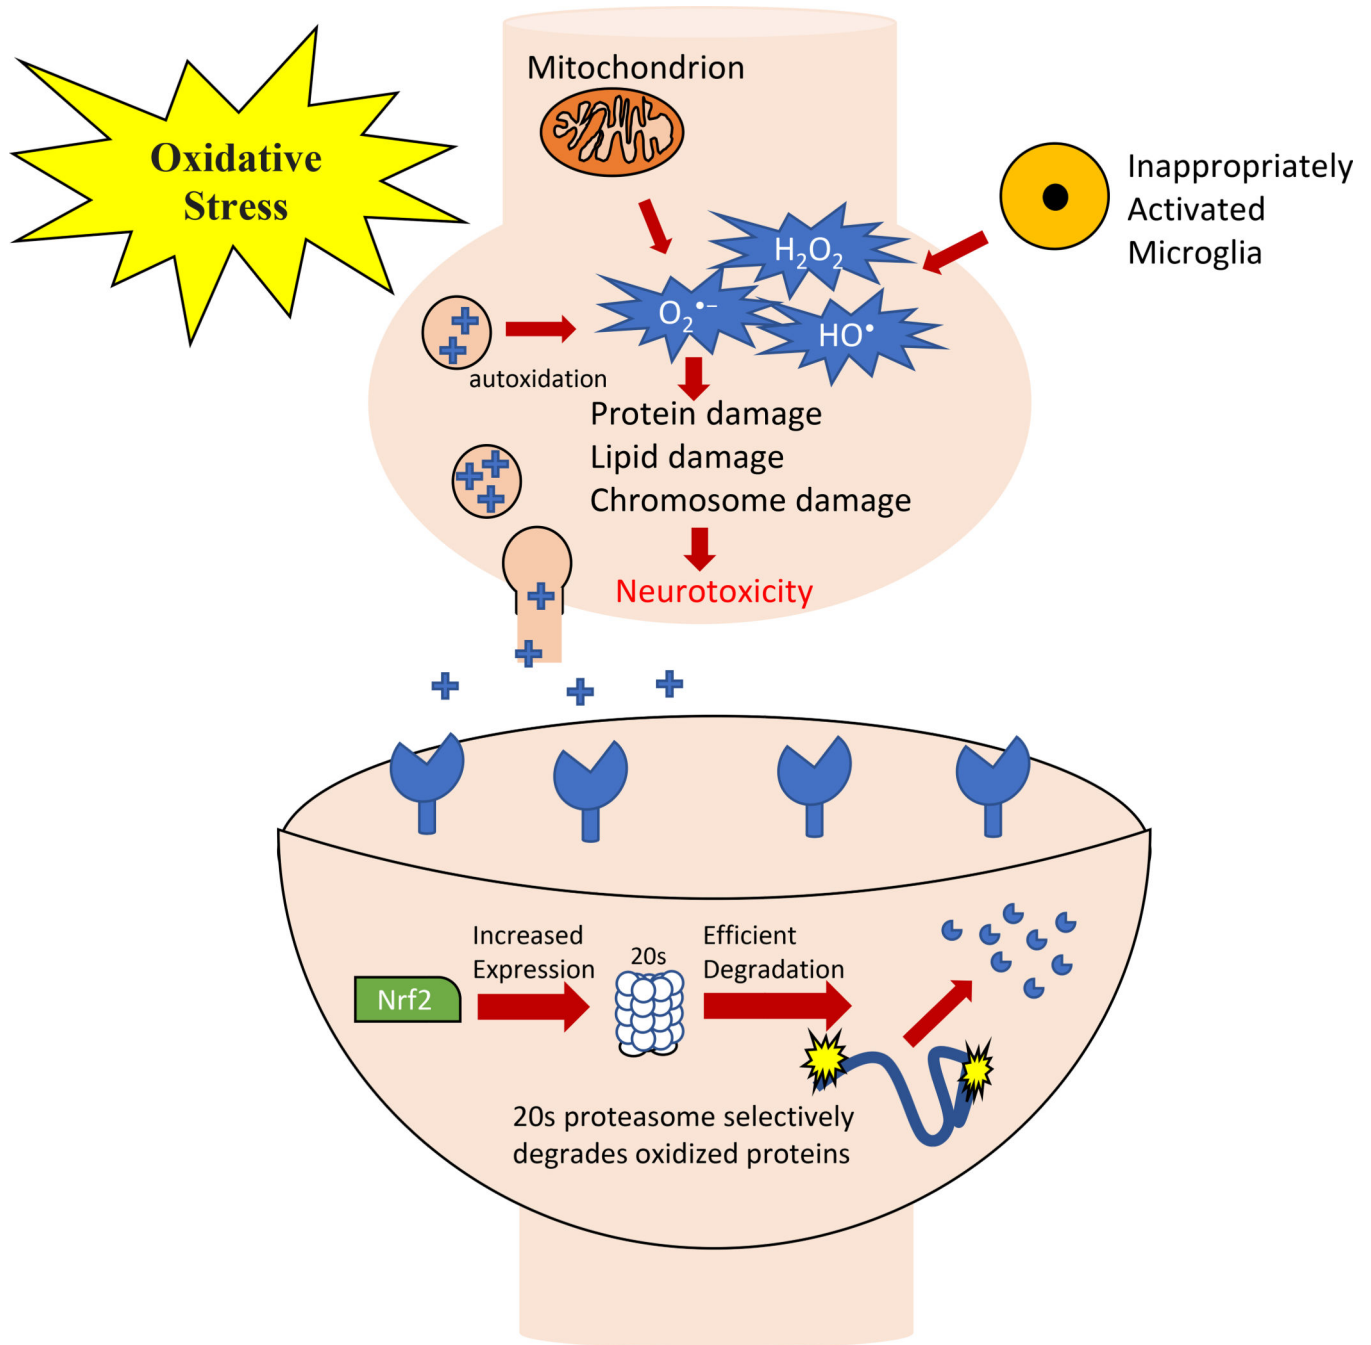 Oxidative
Stress
Mitochondrion
Inappropriately
Activated
Microglia
H₂O₂
O₂•−
HO•
autoxidation
Protein damage
Lipid damage
Chromosome damage
Neurotoxicity
Increased
Expression
Nrf2
20s
Efficient
Degradation
20s proteasome selectively
degrades oxidized proteins